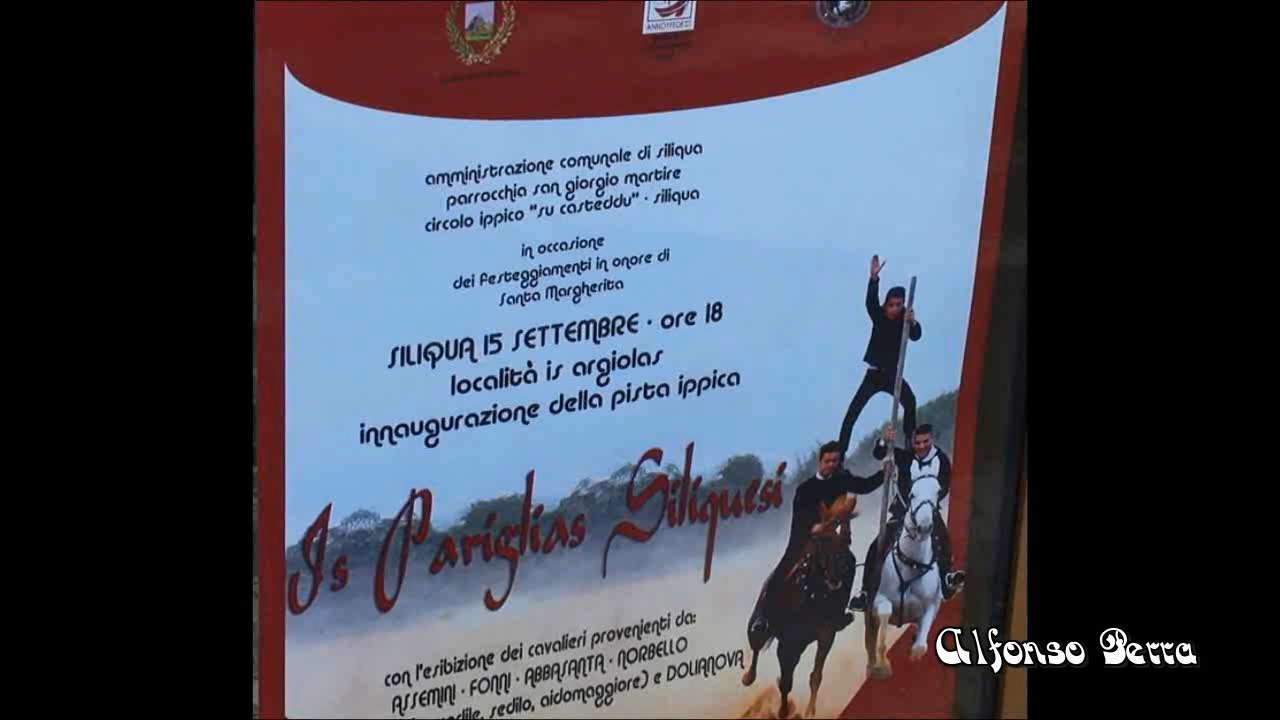 ANNOFEDE
amministrazione comunale di siliqua
parrocchia san giorgio martire
circolo ippico "su casteddu" · siliqua
in occasione
dei festeggiamenti in onore di
Santa Margherita
SILIQUA 15 SETTEMBRE · ore 18
località is argiolas
innaugurazione della pista ippica
Is Pariglias Siliquesi
con l'esibizione dei cavalieri provenienti da:
ASSEMINI · FONNI · ABBASANTA · NORBELLO
sedilo, aidomaggiore) e DOLIANOVA
Alfonso Perra